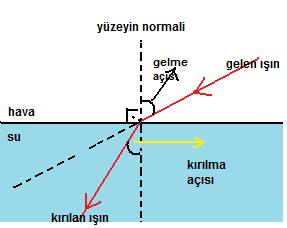 yüzeyin normali
gelme
açısı
gelen ışın
hava
su
kırılma
açısı
kırılan ışın